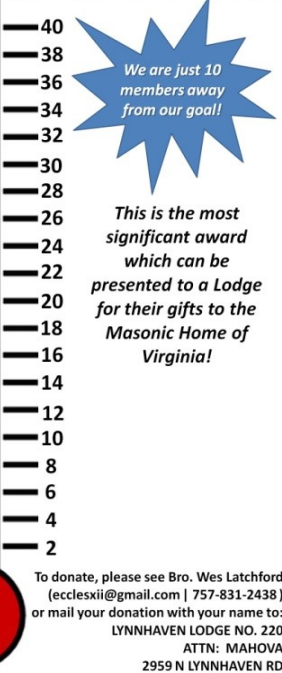 40
We are just 10
38
members away
36
from our goal!
34
32
30
28
This is the most
26
significant award
24
which can be
22
presented to a Lodge
20
for their gifts to the
18
Masonic Home of
16
Virginia!
14
12
10
8
6
4
2
To donate, please see Bro. Wes Latchford
(ecclesxii@gmail.com | 757-831-2438 )
or mail your donation with your name to:
LYNNHAVEN LODGE NO. 220
ATTN: MAHOVA
2959 N LYNNHAVEN RD